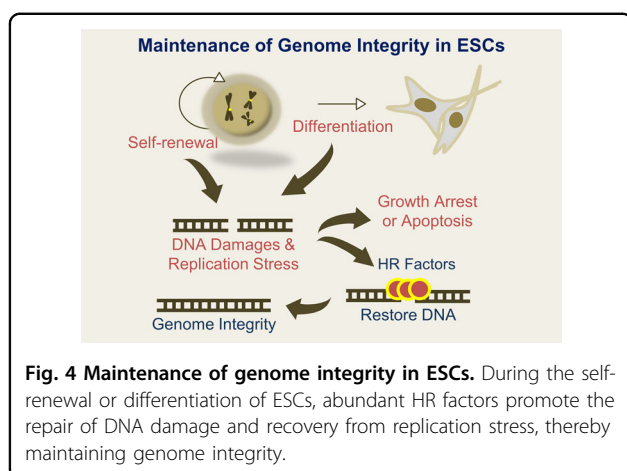 Maintenance of Genome Integrity in ESCs
Self-renewal
Differentiation
Growth Arrest
or Apoptosis
DNA Damages &
Replication Stress
HR Factors
Restore DNA
Genome Integrity
Fig. 4 Maintenance of genome integrity in ESCs. During the self-
renewal or differentiation of ESCs, abundant HR factors promote the
repair of DNA damage and recovery from replication stress, thereby
maintaining genome integrity.